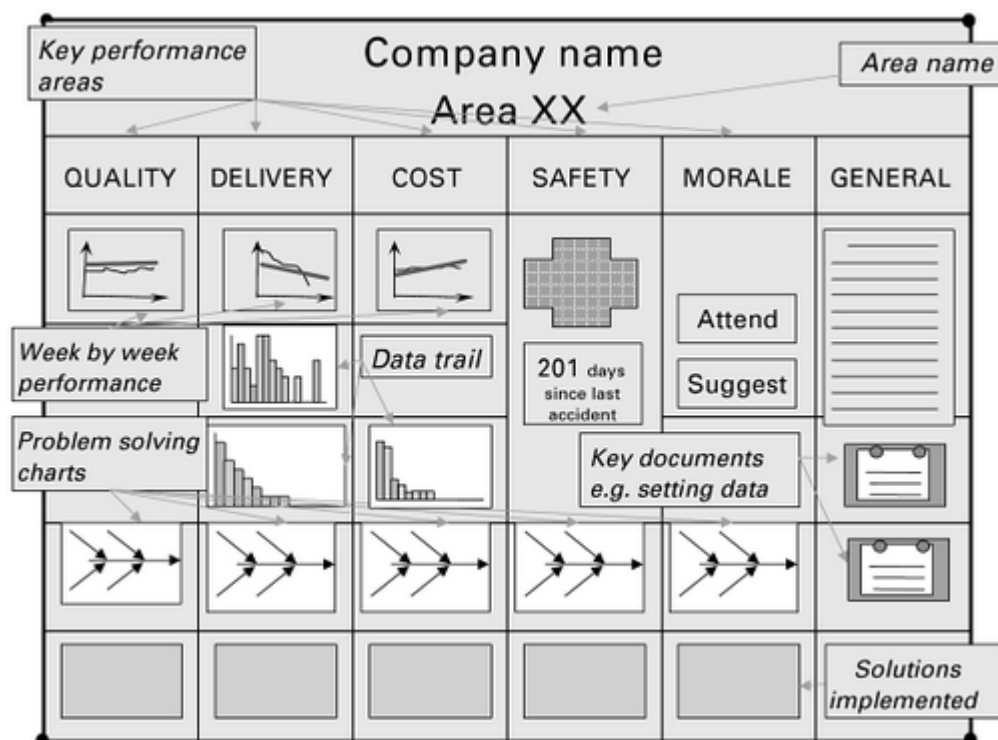 Key performance
areas
Company name
Area name
Area XX
QUALITY
DELIVERY
COST
SAFETY
MORALE
GENERAL
Week by week
performance
Data trail
201 days
since last
accident
Attend
Suggest
Problem solving
charts
Key documents
e.g. setting data
Solutions
implemented